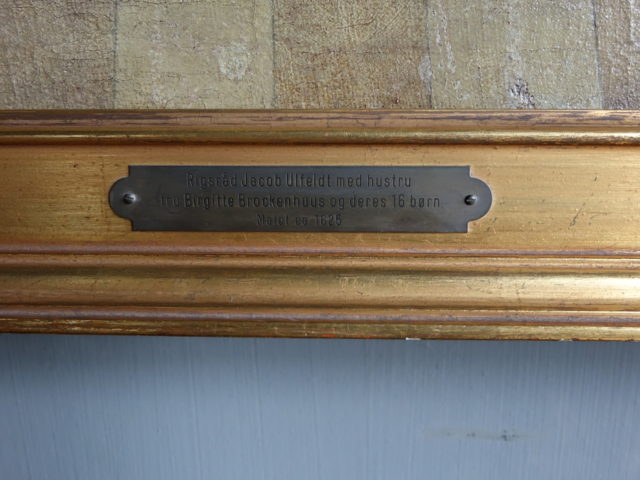 Rigsråd Jacob Ulfeldt med hustru
fru Birgitte Brockenhuus og deres 16 børn
Malet ca. 1625